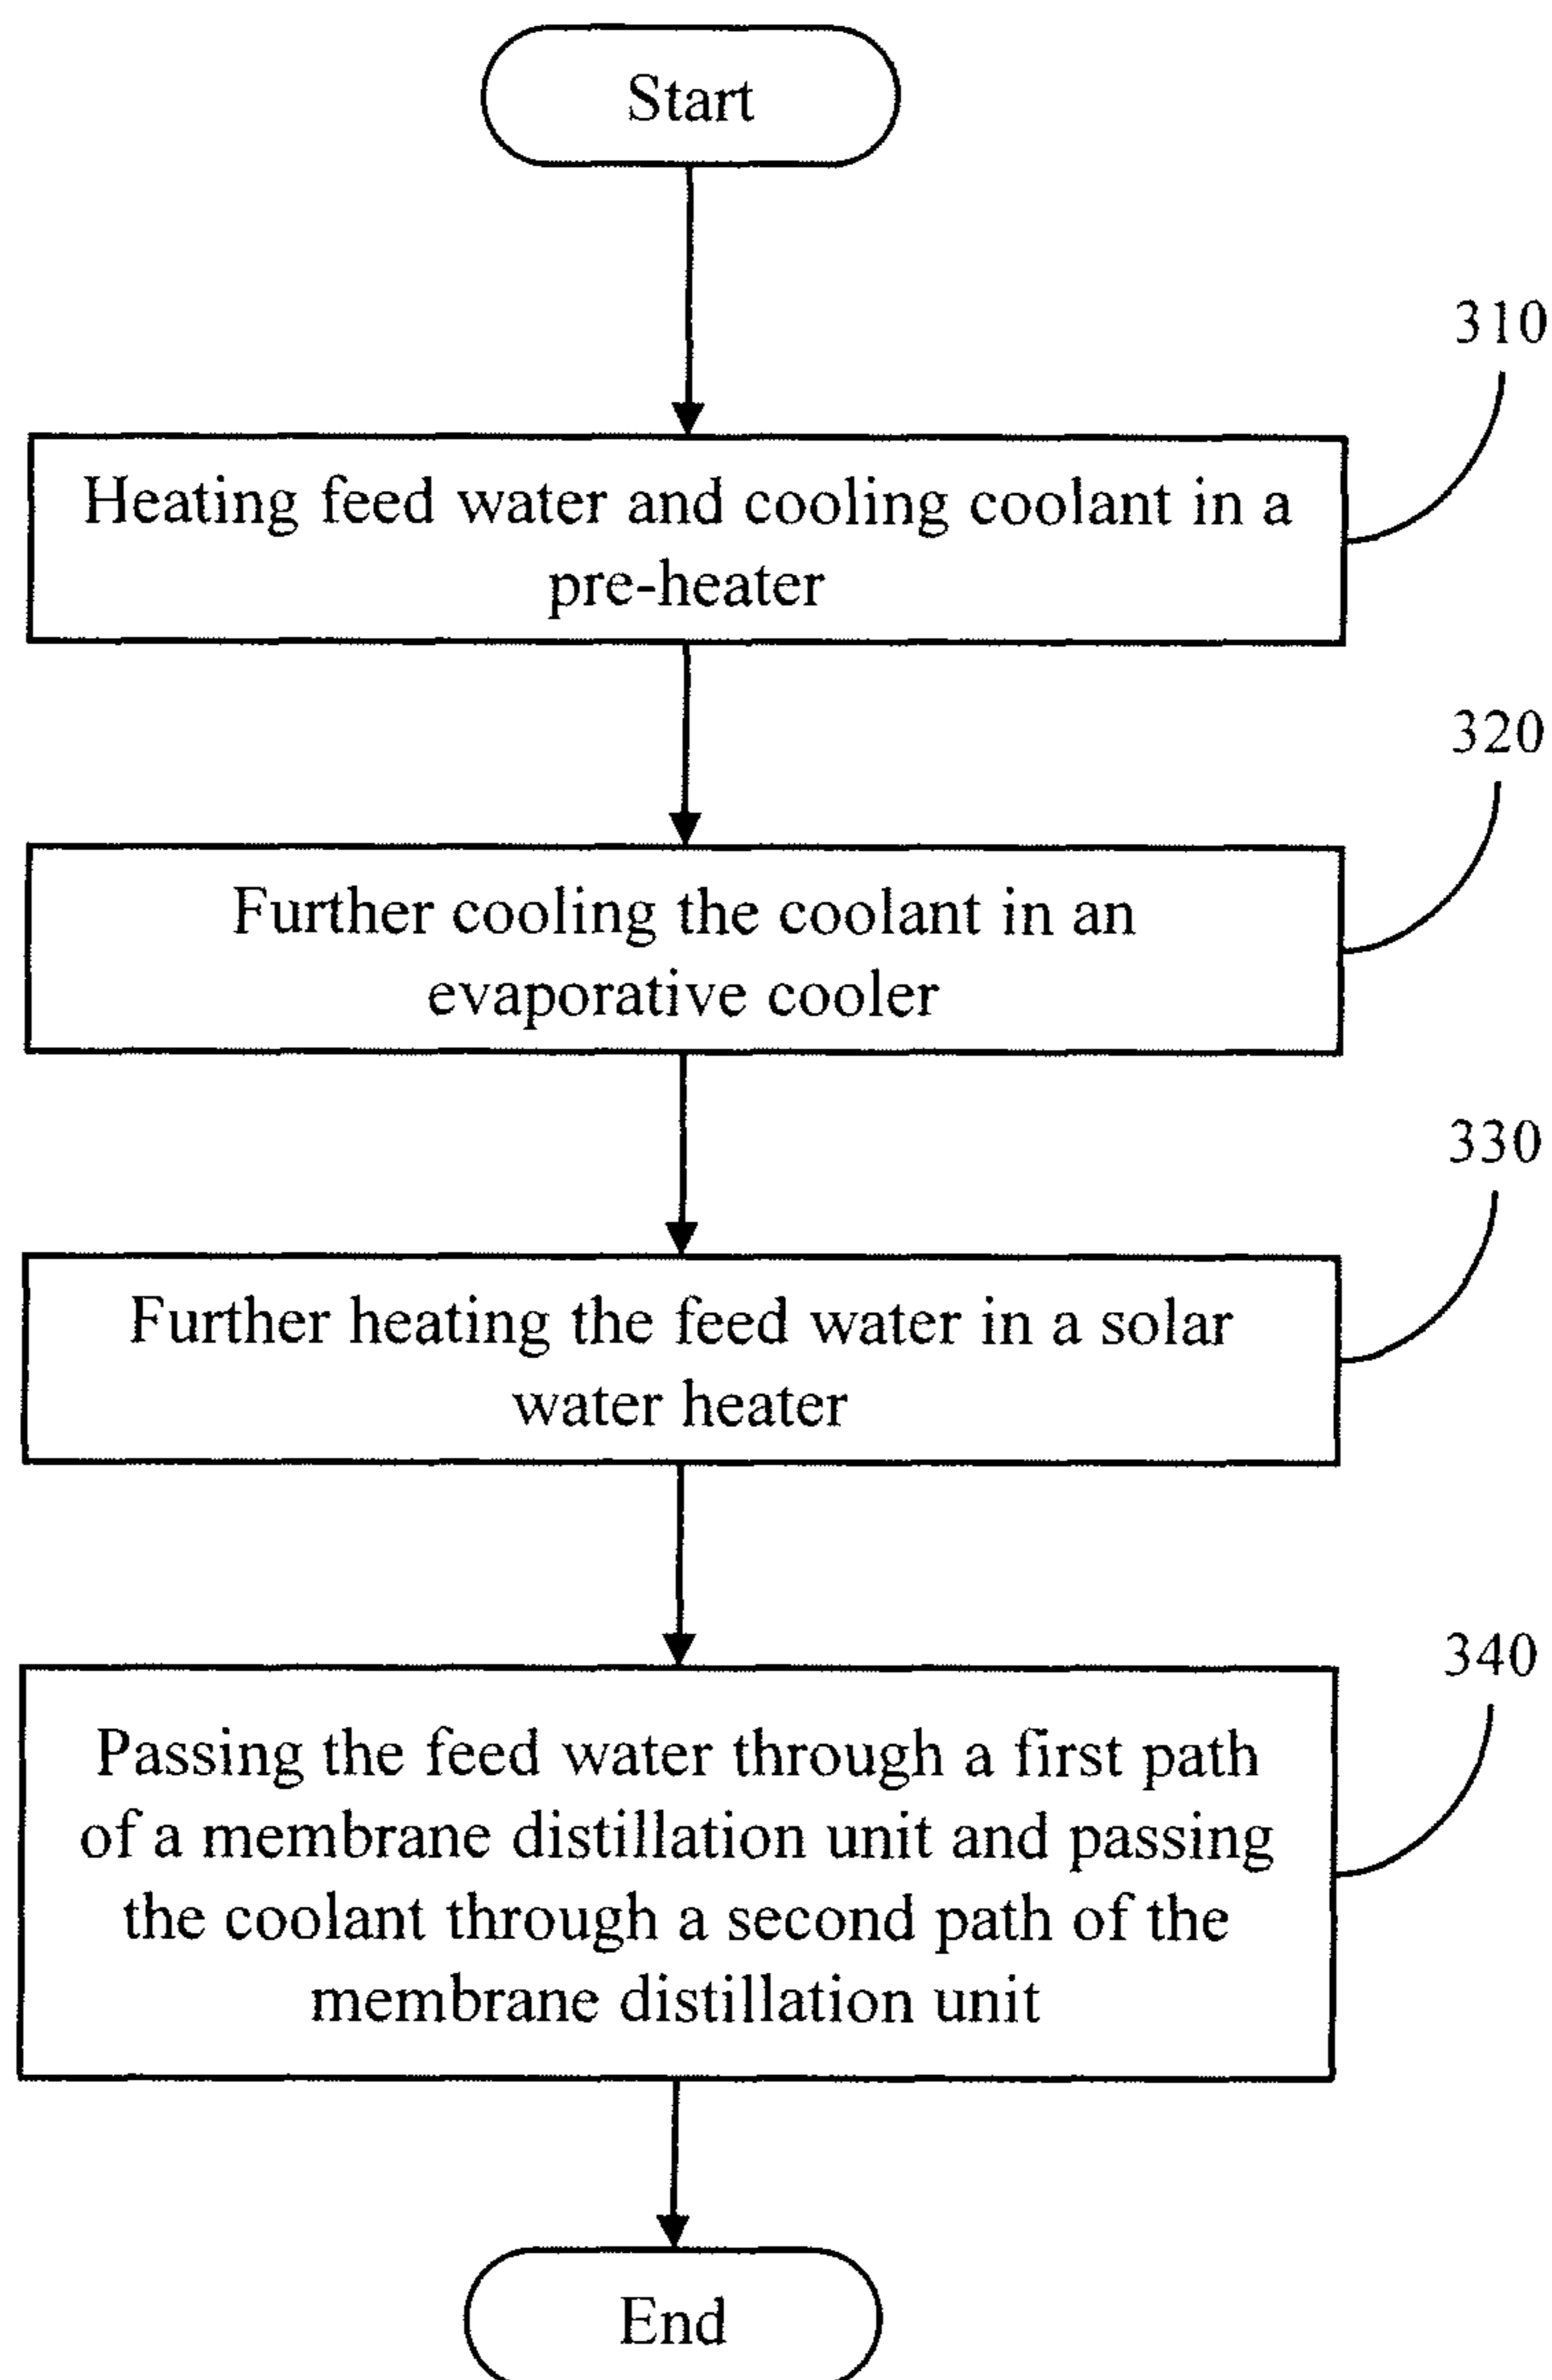 Start
310
Heating feed water and cooling coolant in a
pre-heater
320
Further cooling the coolant in an
evaporative cooler
330
Further heating the feed water in a solar
water heater
340
Passing the feed water through a first path
of a membrane distillation unit and passing
the coolant through a second path of the
membrane distillation unit
End